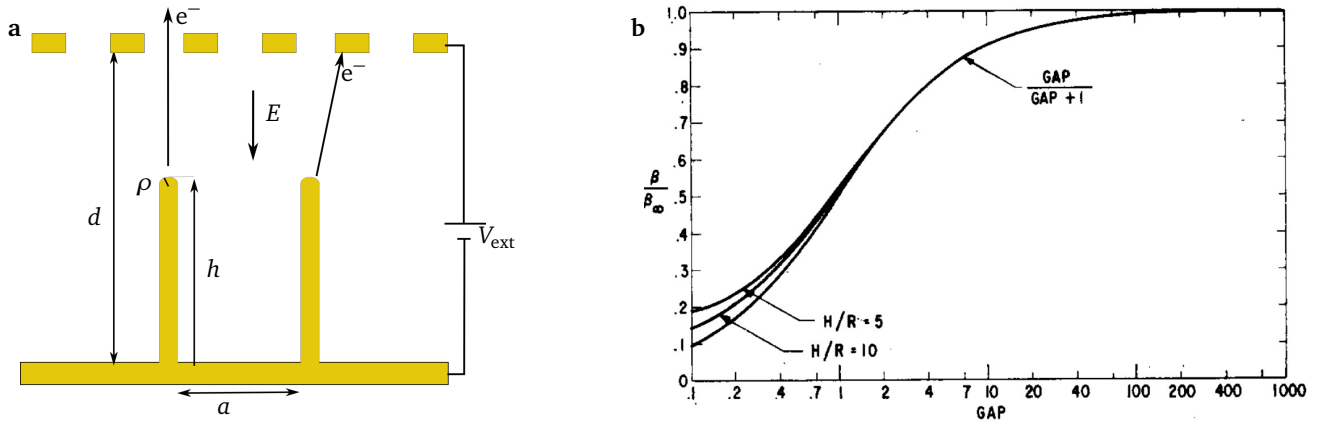 a
e⁻
e⁻
E
ρ
d
h
V_ext
a
b
1.0
.9
.8
.7
.6
.5
.4
.3
.2
.1
0
β
β∞
GAP
GAP + 1
H/R = 5
H/R = 10
.1 .2 .4 .7 1 2 4 7 10 20 40 100 200 400 1000
GAP